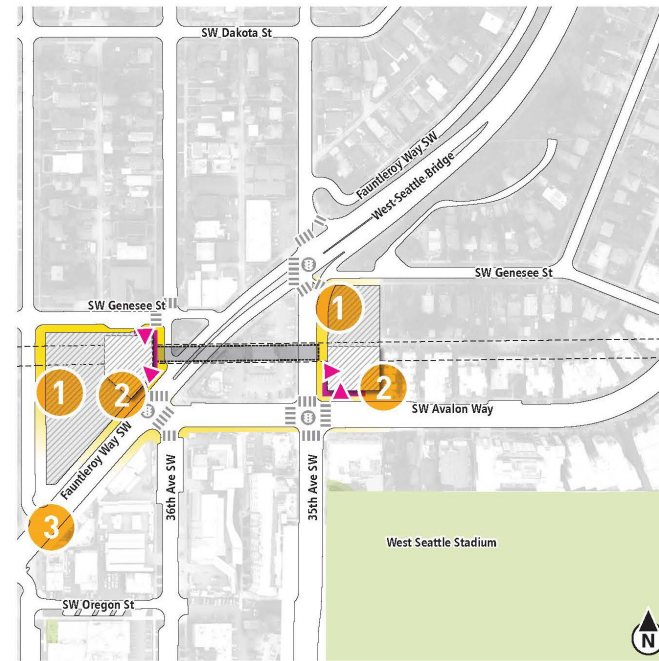 SW Dakota St
Fauntleroy Way SW
West Seattle Bridge
SW Genesee St
SW Genesee St
1
1
2
2
SW Avalon Way
Fauntleroy Way SW
36th Ave SW
35th Ave SW
3
West Seattle Stadium
SW Oregon St
N